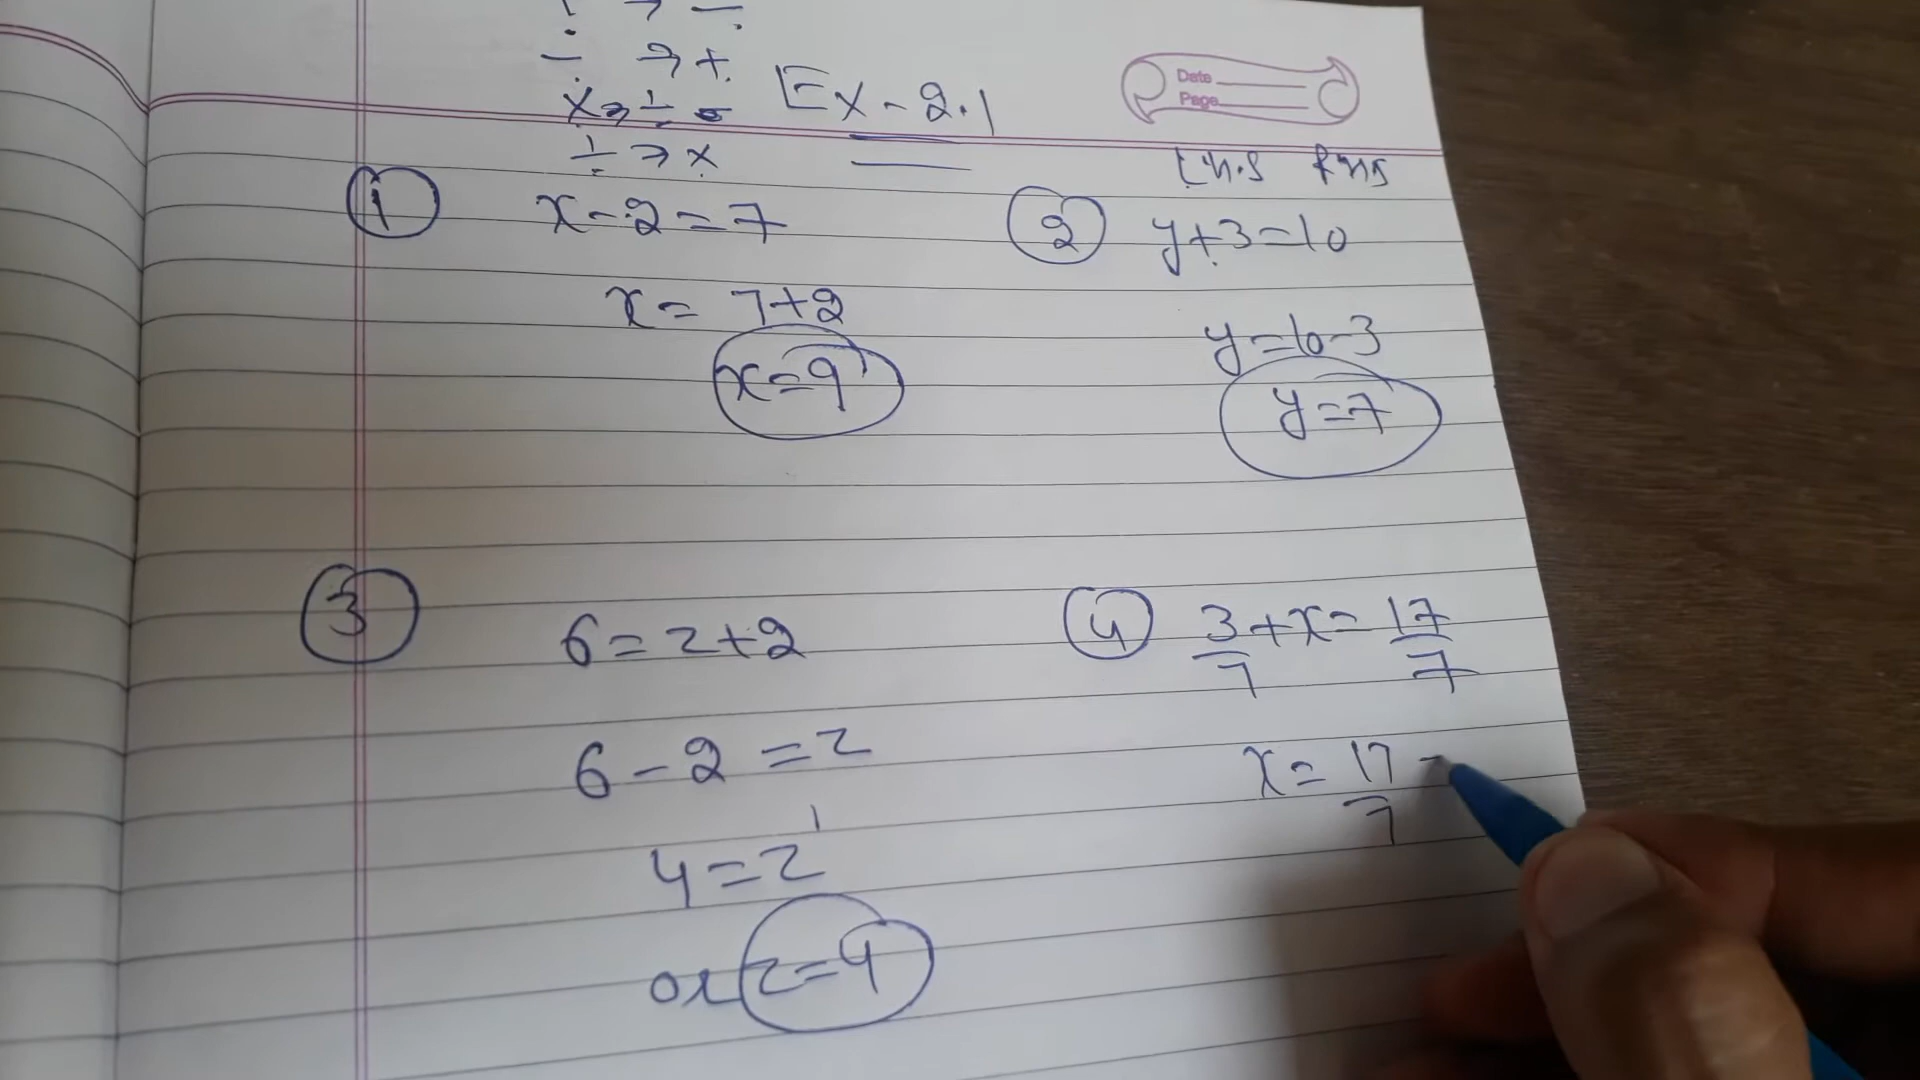 − → +
x → ÷
÷ → x
Ex - 2.1
Date
Page
L.H.S RHS
1
x - 2 = 7
x = 7+2
x = 9
2
y+3=10
y=10-3
y=7
3
6 = z+2
6 - 2 = z
4 = z
or z=4
4
3/7 + x = 17/7
x = 17/7 -